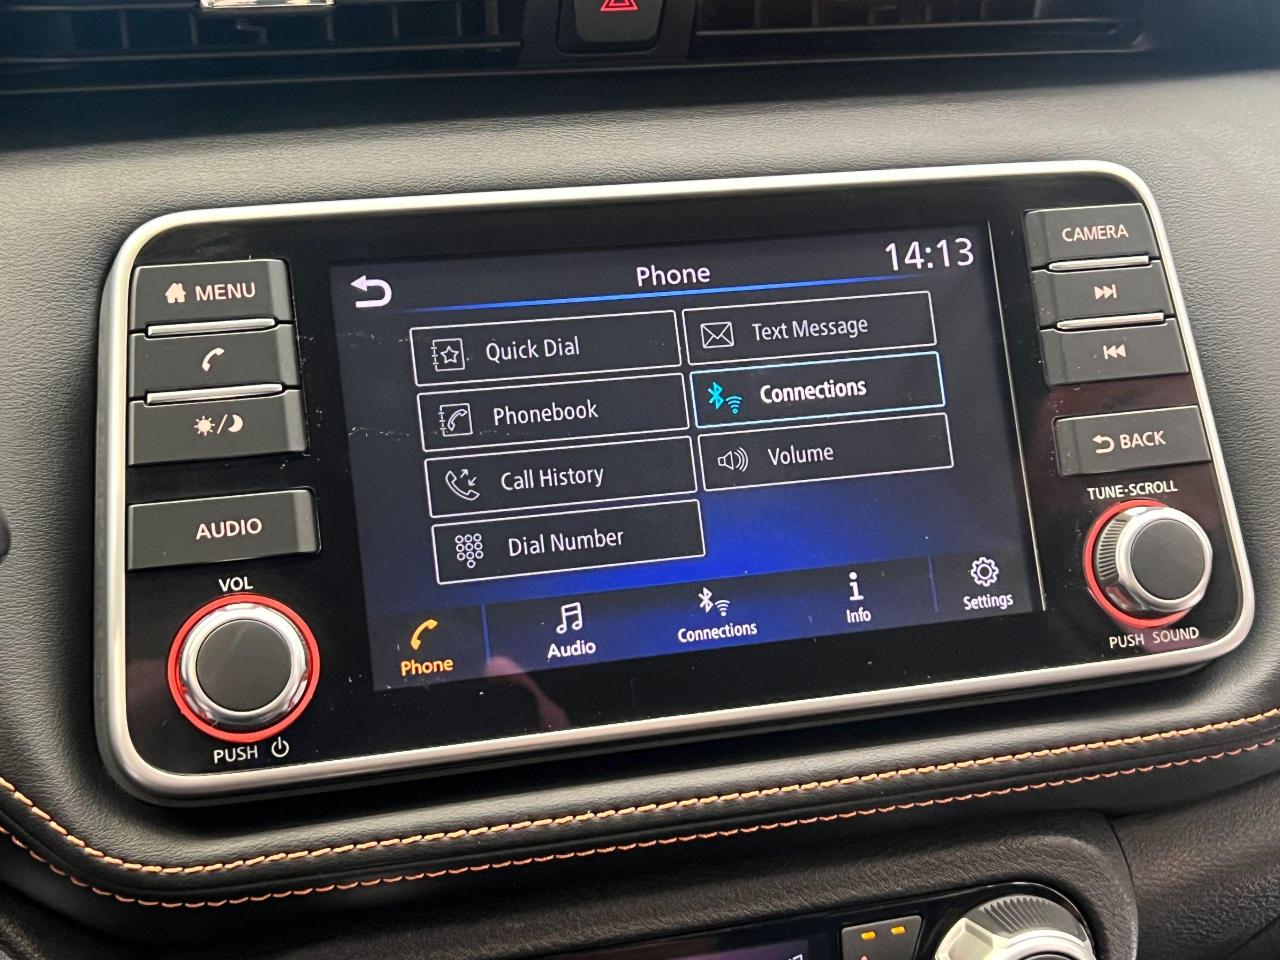 Phone
14:13
Quick Dial
Text Message
Phonebook
Connections
Call History
Volume
Dial Number
Phone
Audio
Connections
Info
Settings
MENU
AUDIO
VOL
PUSH
CAMERA
BACK
TUNE·SCROLL
PUSH SOUND